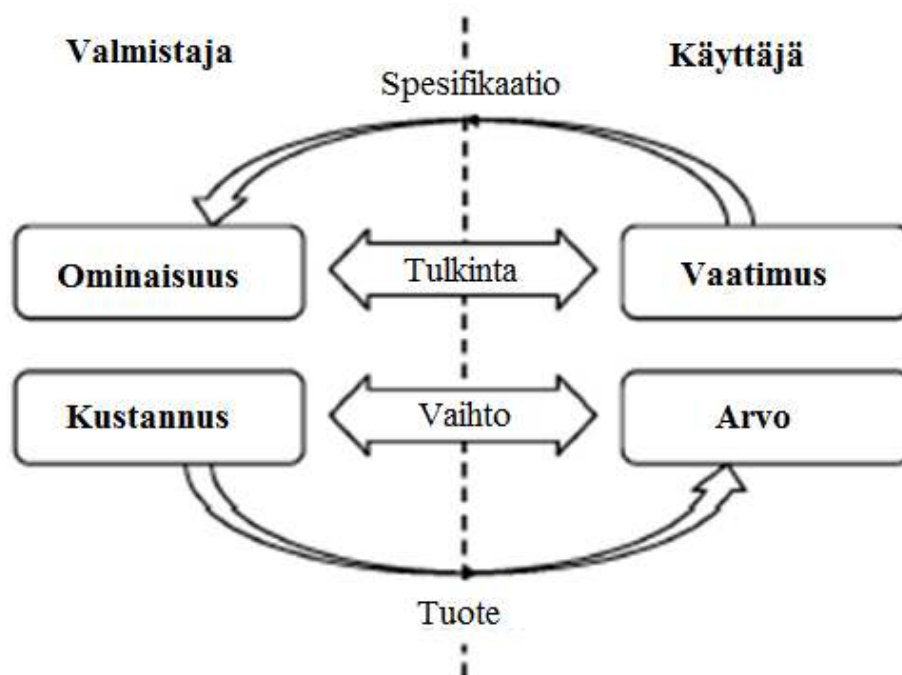 Valmistaja
Käyttäjä
Spesifikaatio
Ominaisuus
Tulkinta
Vaatimus
Kustannus
Vaihto
Arvo
Tuote